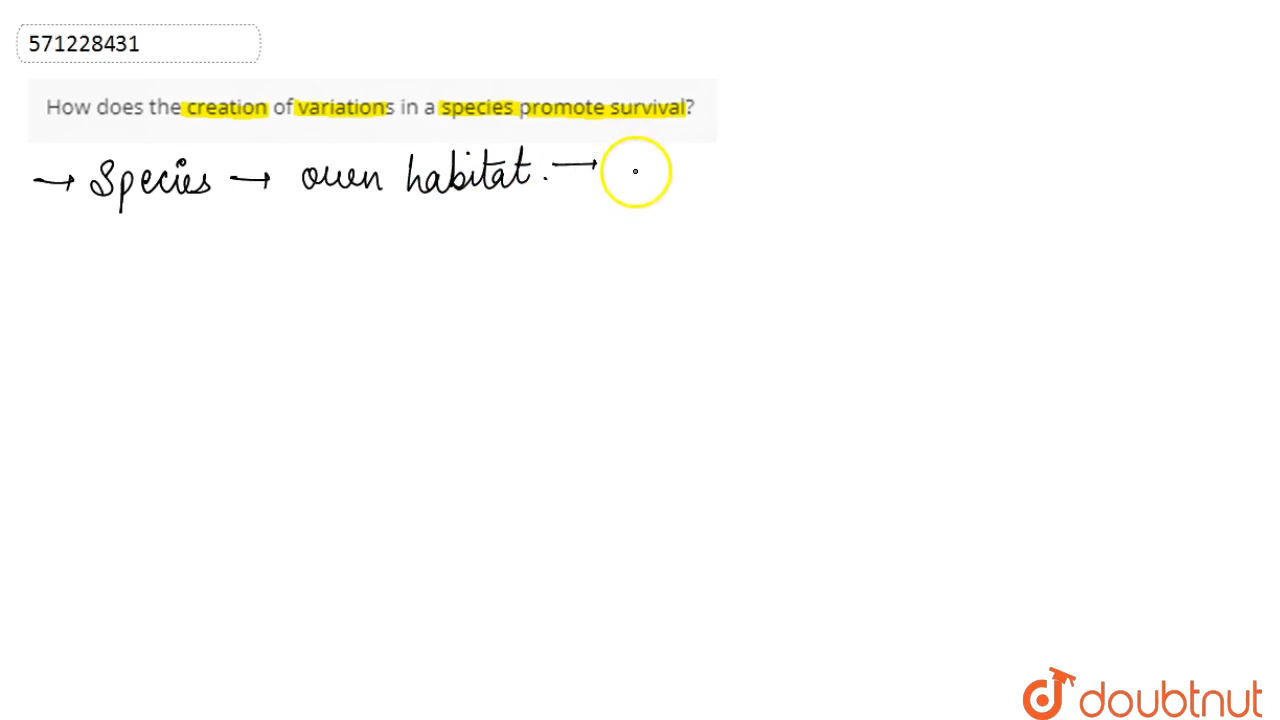 571228431
How does the creation of variations in a species promote survival?
→ Species → own habitat. →
doubtnut